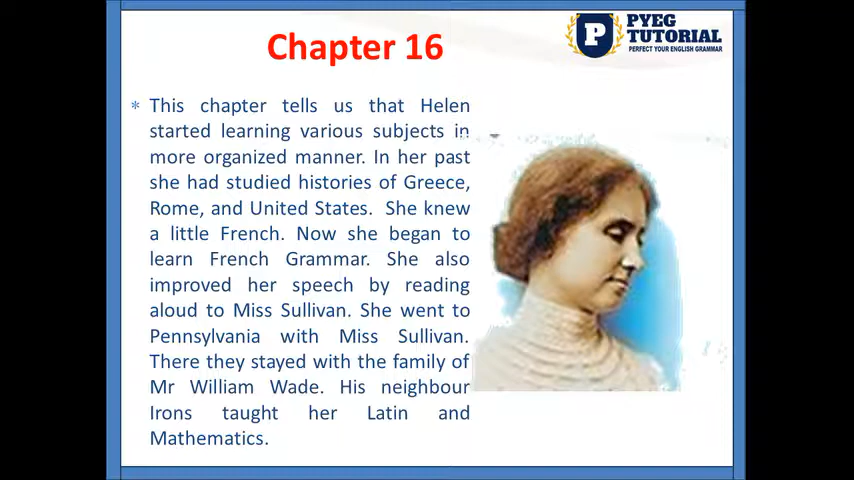 Chapter 16
P
PYEG
TUTORIAL
PERFECT YOUR ENGLISH GRAMMAR
* This chapter tells us that Helen
started learning various subjects in
more organized manner. In her past
she had studied histories of Greece,
Rome, and United States. She knew
a little French. Now she began to
learn French Grammar. She also
improved her speech by reading
aloud to Miss Sullivan. She went to
Pennsylvania with Miss Sullivan.
There they stayed with the family of
Mr William Wade. His neighbour
Irons taught her Latin and
Mathematics.